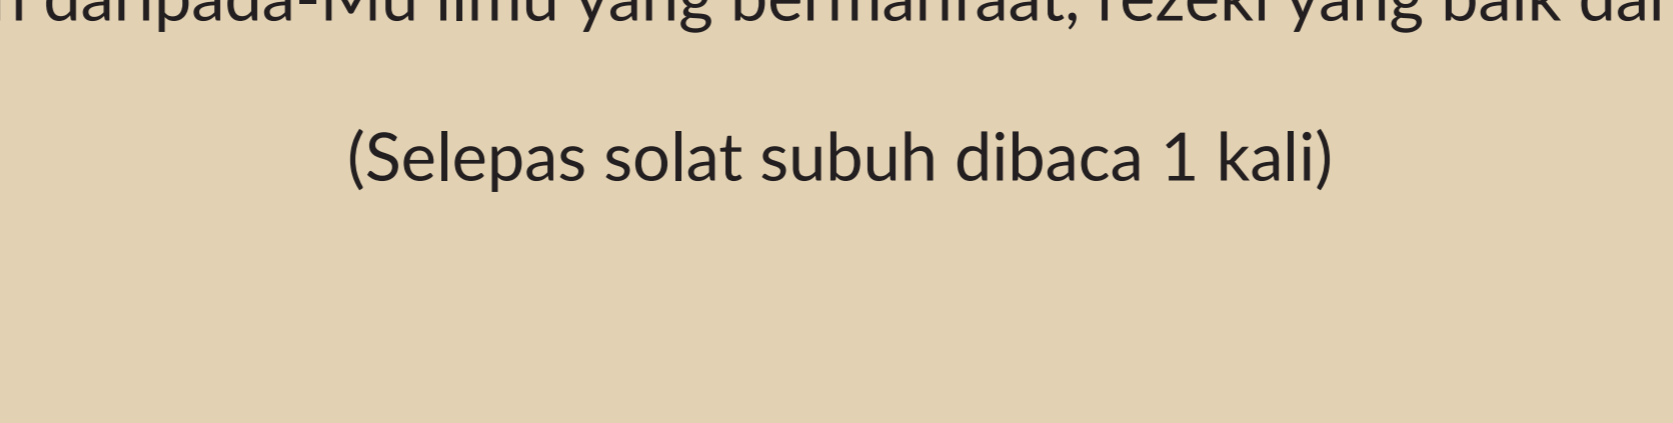 daripada-Mu ilmu yang bermanfaat, rezeki yang baik dan
(Selepas solat subuh dibaca 1 kali)